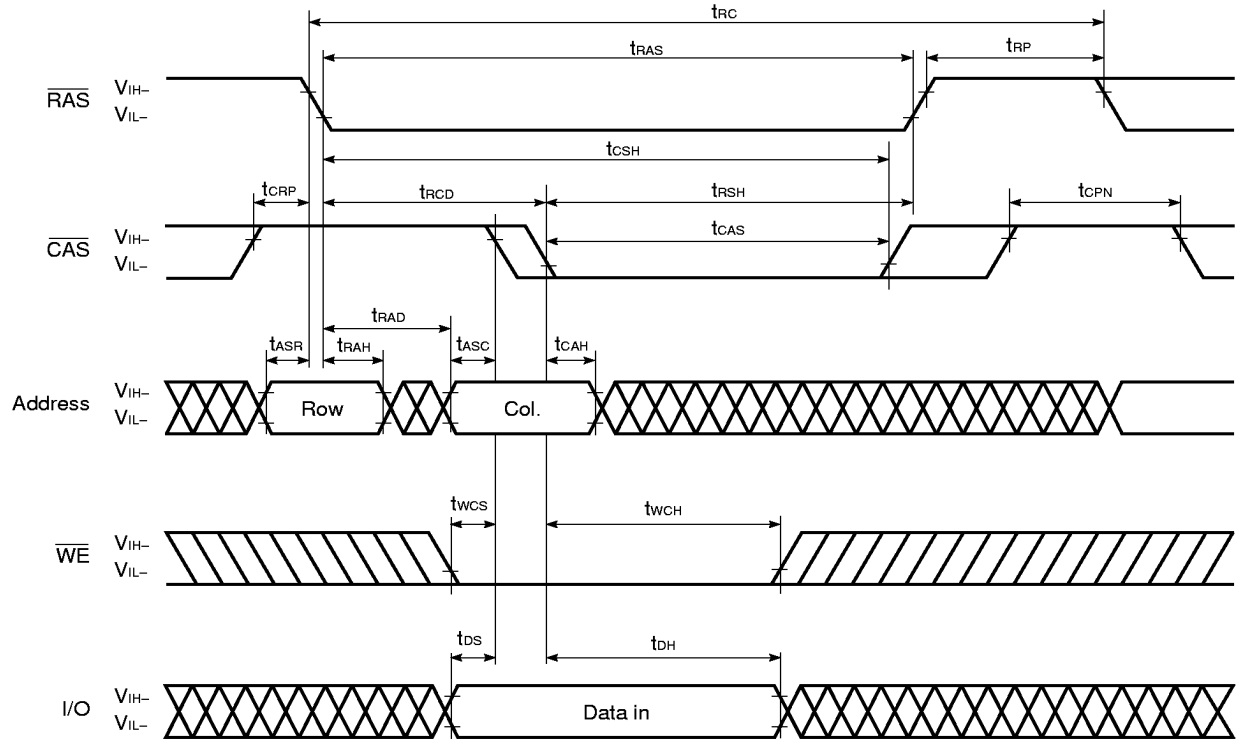 tRC
tRAS
tRP
RAS
VIH–
VIL–
tCSH
tCRP
tRCD
tRSH
tCPN
CAS
VIH–
VIL–
tCAS
tRAD
tASR
tRAH
tASC
tCAH
Address
VIH–
VIL–
Row
Col.
tWCS
tWCH
WE
VIH–
VIL–
tDS
tDH
I/O
VIH–
VIL–
Data in